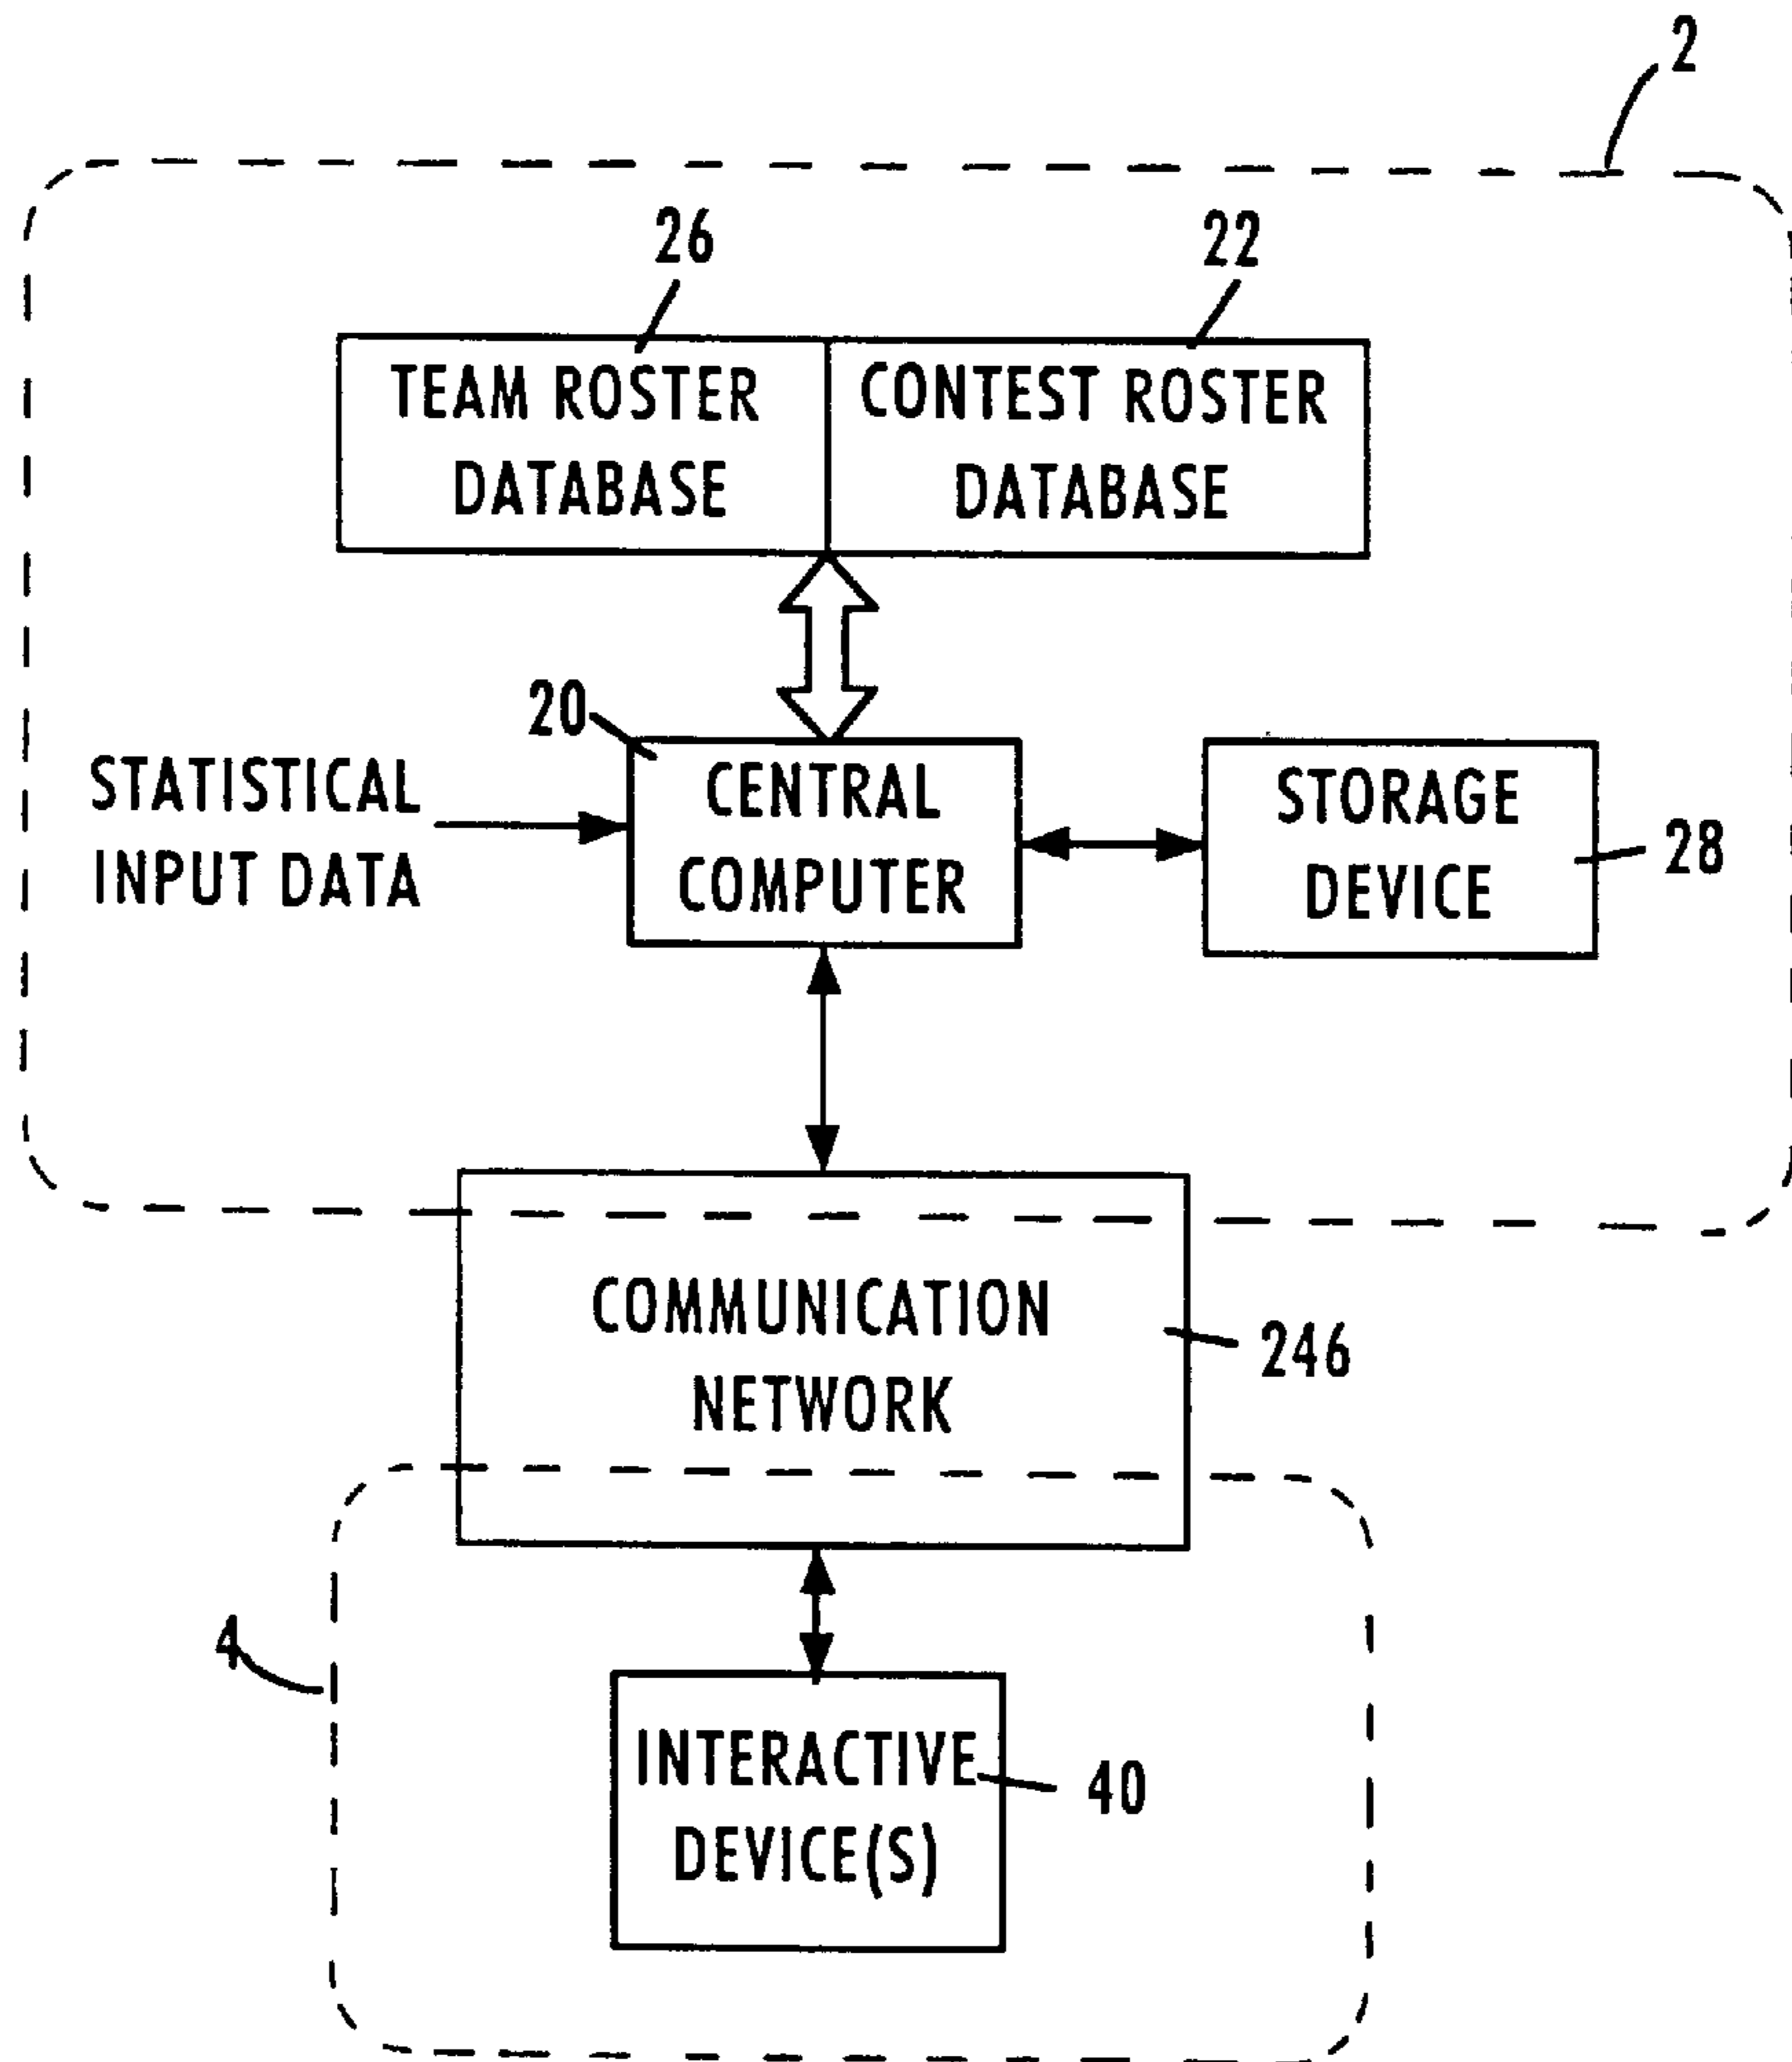 2
26
22
TEAM ROSTER
DATABASE
CONTEST ROSTER
DATABASE
20
STATISTICAL
INPUT DATA
CENTRAL
COMPUTER
STORAGE
DEVICE
28
COMMUNICATION
NETWORK
246
4
INTERACTIVE
DEVICE(S)
40